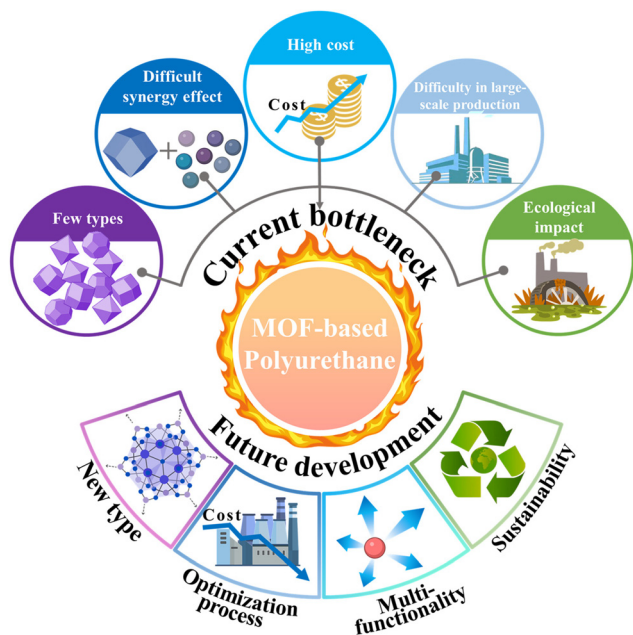 High cost
Cost
Difficult
synergy effect
Difficulty in large-
scale production
Few types
Ecological
impact
Current bottleneck
MOF-based
Polyurethane
Future development
New type
Cost
Optimization
process
Multi-
functionality
Sustainability